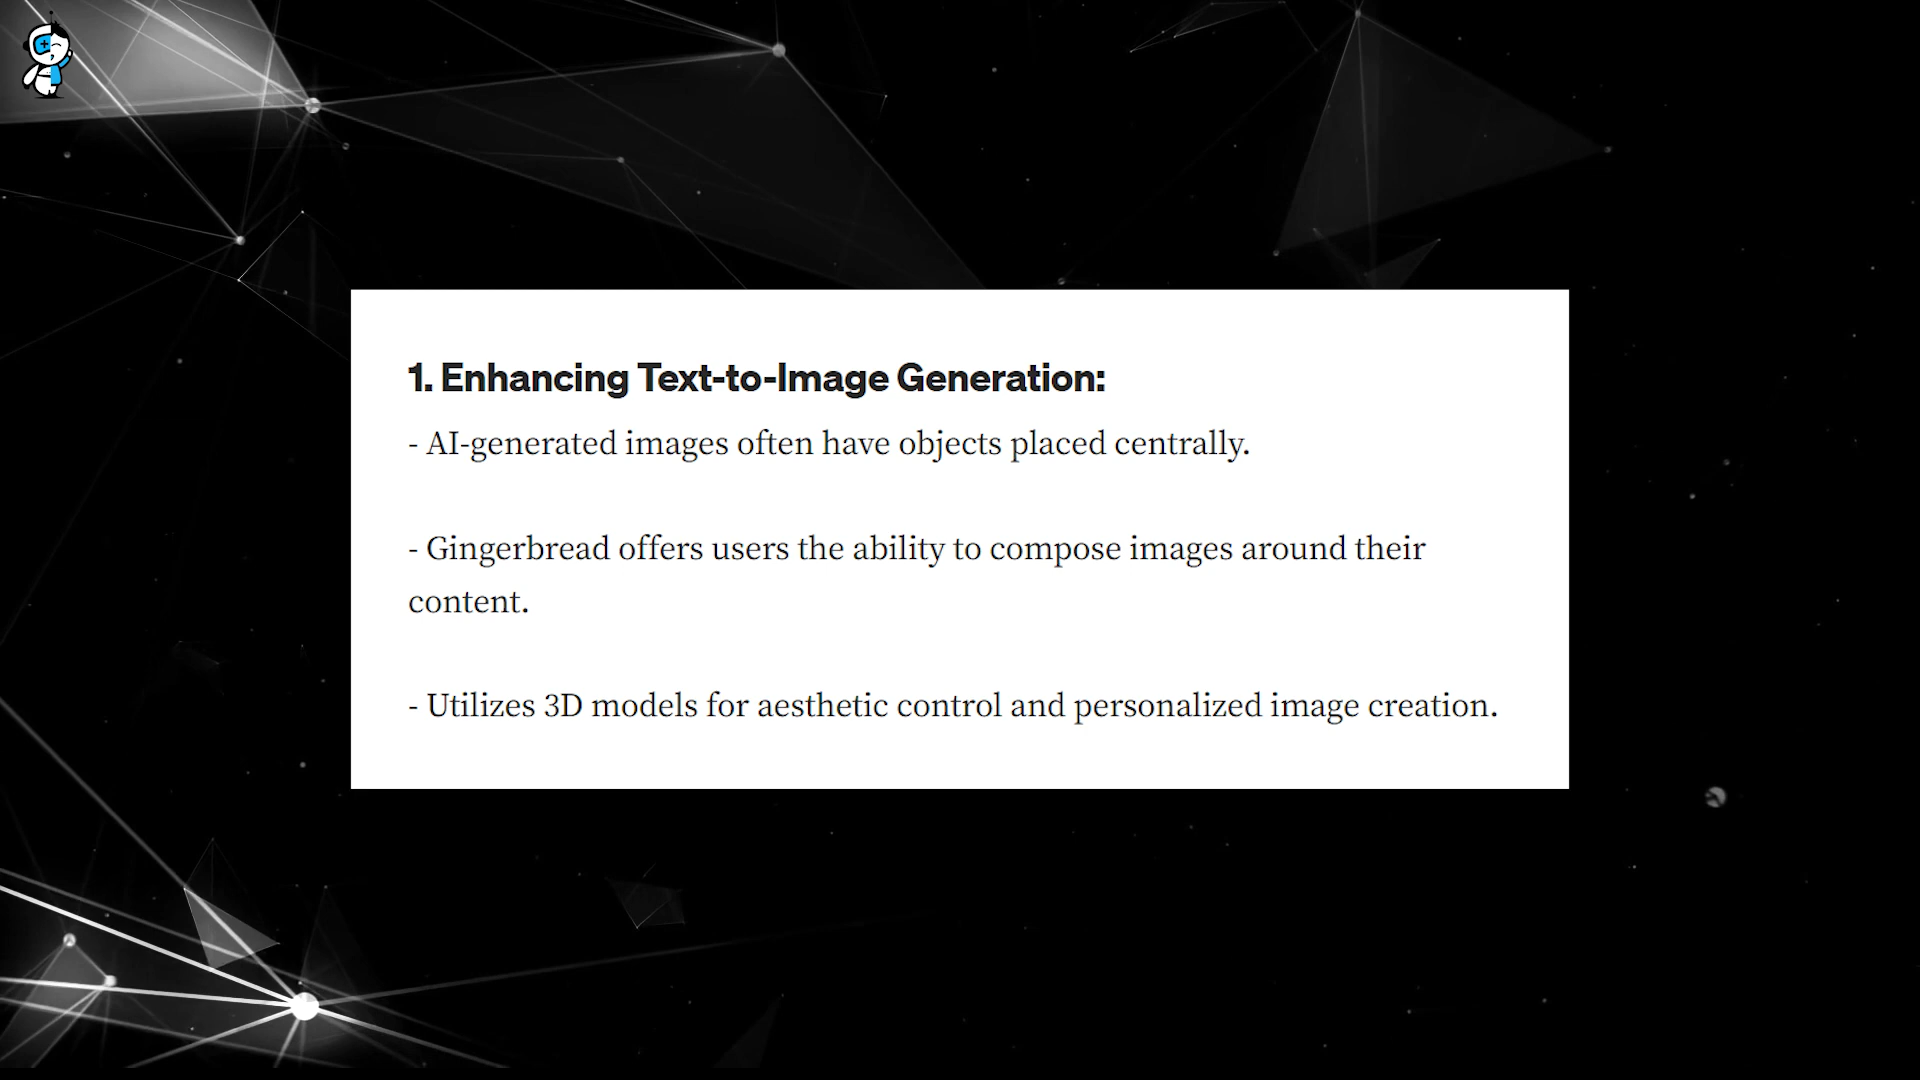 1. Enhancing Text-to-Image Generation:
- AI-generated images often have objects placed centrally.
- Gingerbread offers users the ability to compose images around their
content.
- Utilizes 3D models for aesthetic control and personalized image creation.